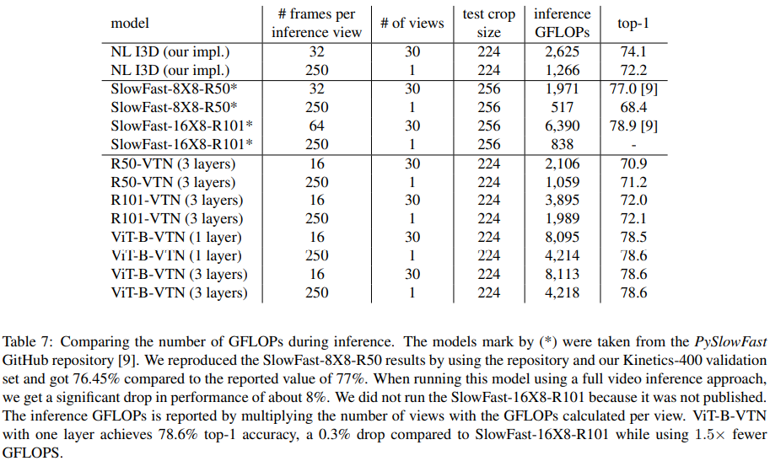 model # frames per inference view # of views test crop size inference GFLOPs top-1
NL I3D (our impl.) 32 30 224 2,625 74.1
NL I3D (our impl.) 250 1 224 1,266 72.2
SlowFast-8X8-R50* 32 30 256 1,971 77.0 [9]
SlowFast-8X8-R50* 250 1 256 517 68.4
SlowFast-16X8-R101* 64 30 256 6,390 78.9 [9]
SlowFast-16X8-R101* 250 1 256 838 -
R50-VTN (3 layers) 16 30 224 2,106 70.9
R50-VTN (3 layers) 250 1 224 1,059 71.2
R101-VTN (3 layers) 16 30 224 3,895 72.0
R101-VTN (3 layers) 250 1 224 1,989 72.1
ViT-B-VTN (1 layer) 16 30 224 8,095 78.5
ViT-B-VTN (1 layer) 250 1 224 4,214 78.6
ViT-B-VTN (3 layers) 16 30 224 8,113 78.6
ViT-B-VTN (3 layers) 250 1 224 4,218 78.6
Table 7: Comparing the number of GFLOPs during inference. The models mark by (*) were taken from the PySlowFast
GitHub repository [9]. We reproduced the SlowFast-8X8-R50 results by using the repository and our Kinetics-400 validation
set and got 76.45% compared to the reported value of 77%. When running this model using a full video inference approach,
we get a significant drop in performance of about 8%. We did not run the SlowFast-16X8-R101 because it was not published.
The inference GFLOPs is reported by multiplying the number of views with the GFLOPs calculated per view. ViT-B-VTN
with one layer achieves 78.6% top-1 accuracy, a 0.3% drop compared to SlowFast-16X8-R101 while using 1.5× fewer
GFLOPS.